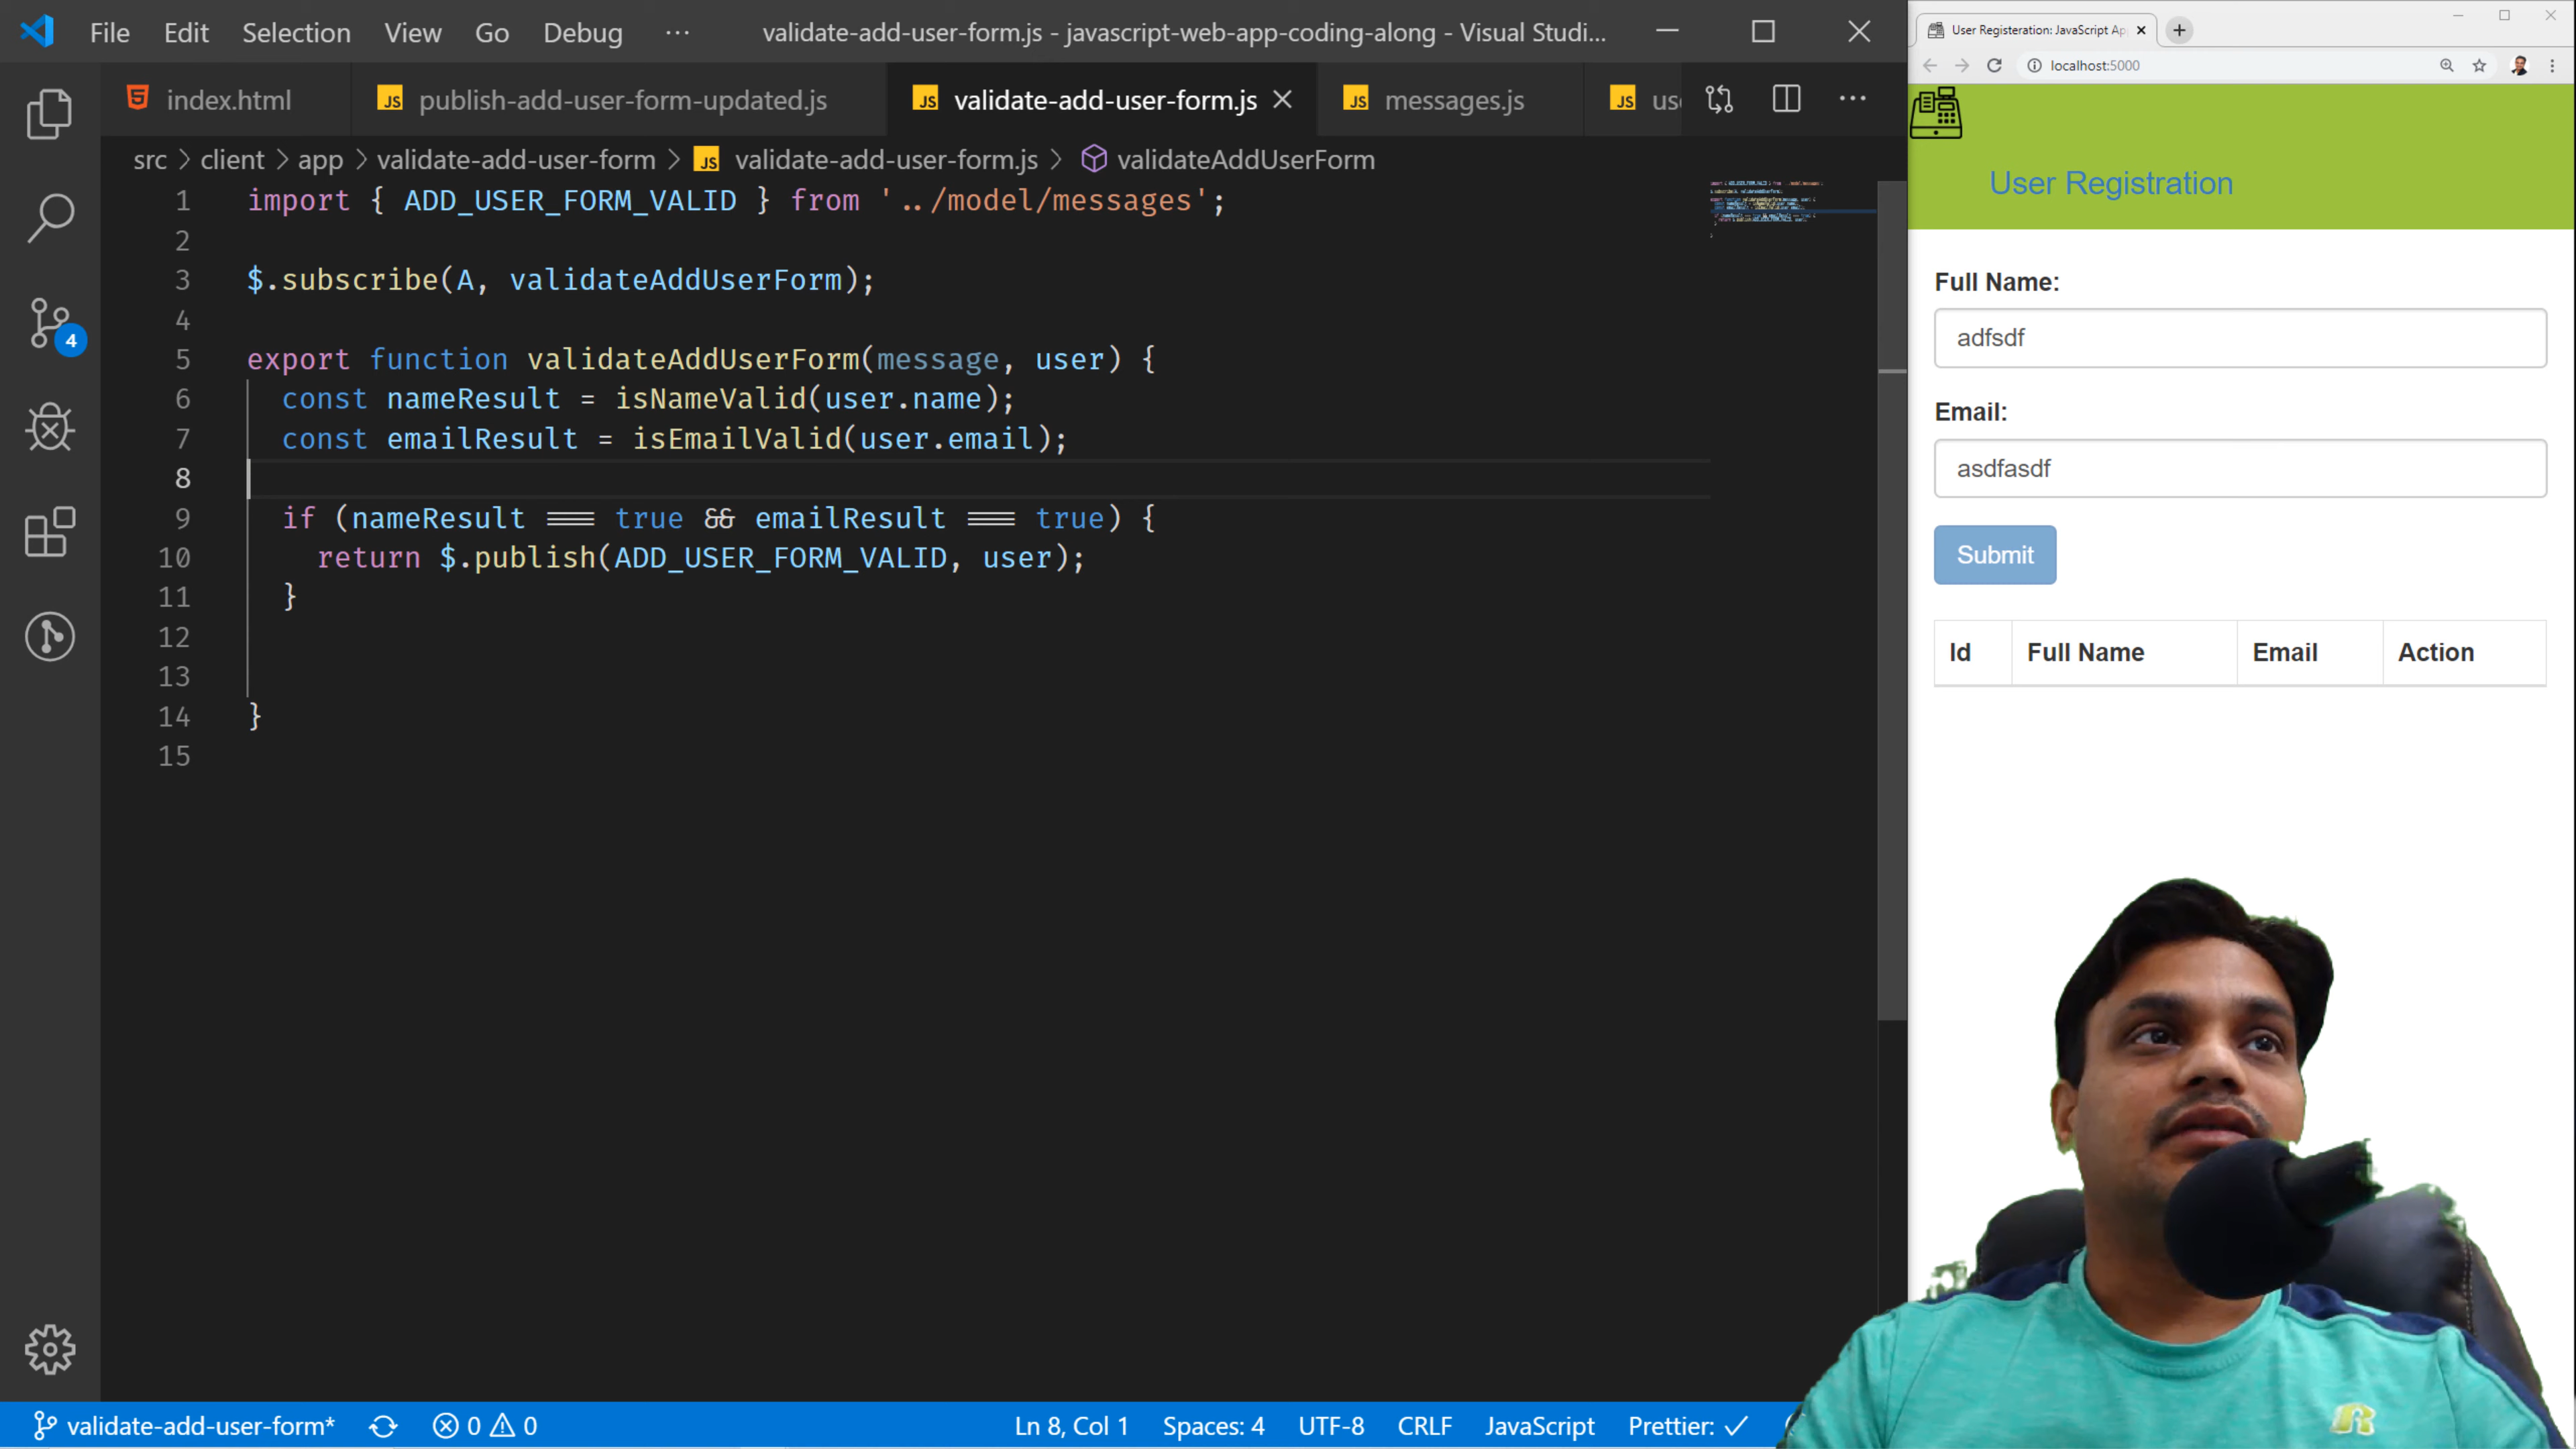 File Edit Selection View Go Debug ··· validate-add-user-form.js - javascript-web-app-coding-along - Visual Studi...
index.html publish-add-user-form-updated.js validate-add-user-form.js messages.js
src > client > app > validate-add-user-form > validate-add-user-form.js > validateAddUserForm
1 import { ADD_USER_FORM_VALID } from '../model/messages';
2
3 $.subscribe(A, validateAddUserForm);
4
5 export function validateAddUserForm(message, user) {
6 const nameResult = isNameValid(user.name);
7 const emailResult = isEmailValid(user.email);
8
9 if (nameResult === true && emailResult === true) {
10 return $.publish(ADD_USER_FORM_VALID, user);
11 }
12
13
14 }
15
4
validate-add-user-form* 0 0 Ln 8, Col 1 Spaces: 4 UTF-8 CRLF JavaScript Prettier: ✓
User Registeration: JavaScript Ap
localhost:5000
User Registration
Full Name:
adfsdf
Email:
asdfasdf
Submit
Id Full Name Email Action